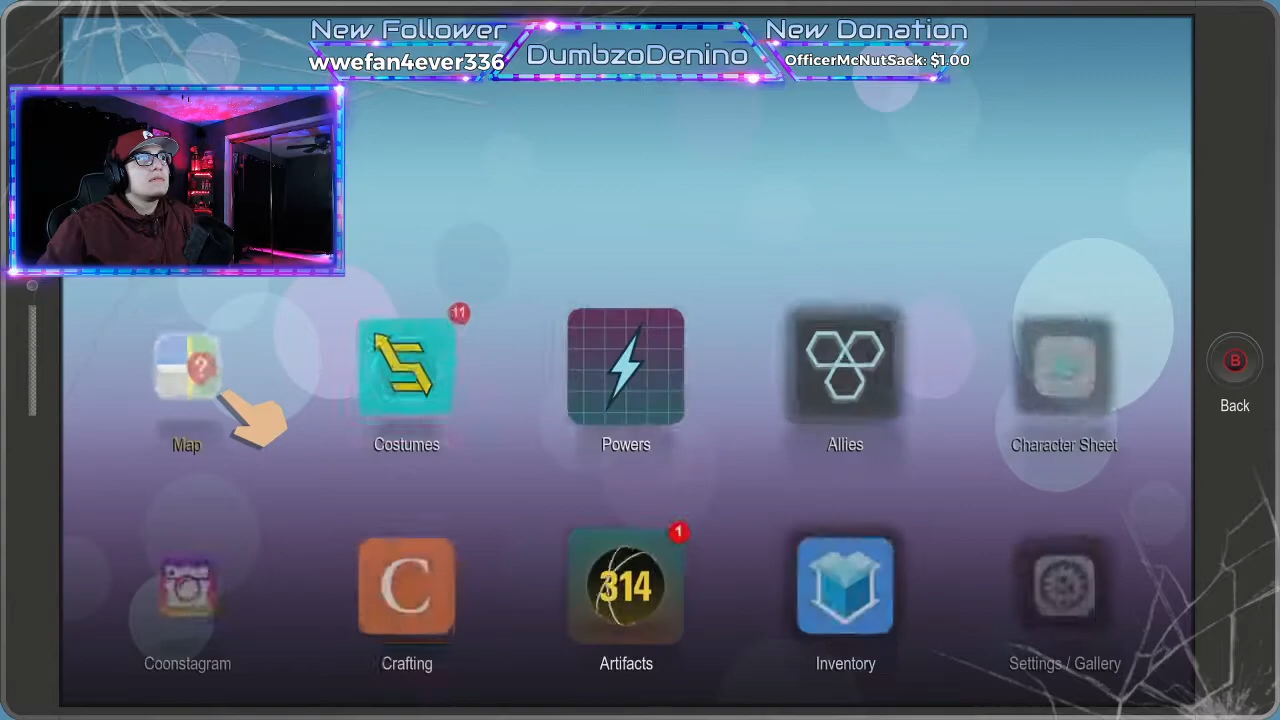 New Follower
wwefan4ever336
DumbzoDenino
New Donation
OfficerMcNutSack: $1.00
?
Map
11
S
Costumes
Powers
Allies
Character Sheet
B
Back
Coonstagram
C
Crafting
1
314
Artifacts
Inventory
Settings / Gallery